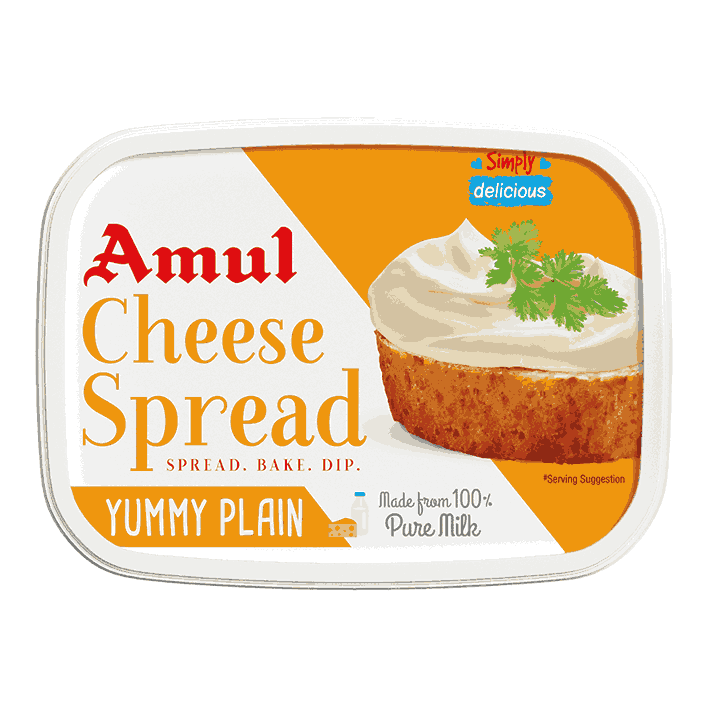 Simply
delicious
Amul
Cheese
Spread
SPREAD. BAKE. DIP.
#Serving Suggestion
YUMMY PLAIN
Made from 100%
Pure Milk